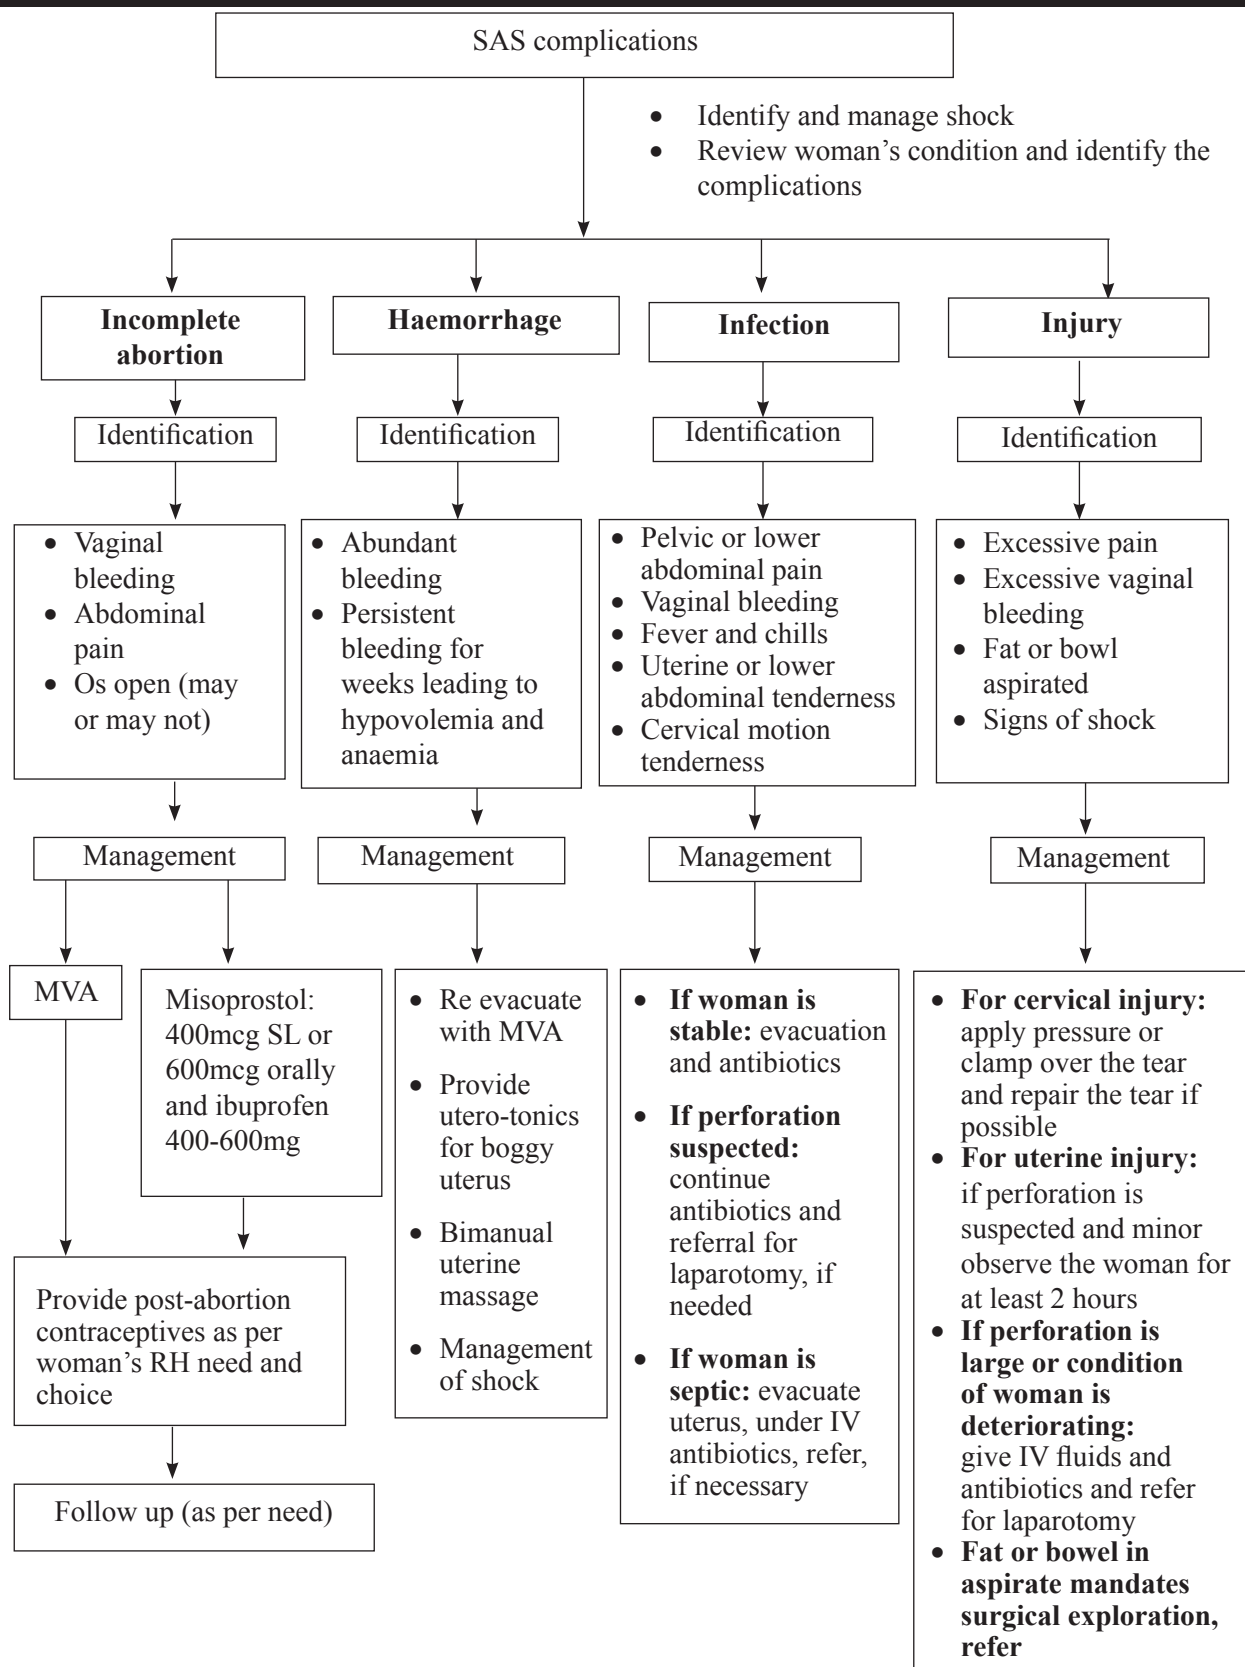 SAS complications
• Identify and manage shock
• Review woman's condition and identify the
complications
Incomplete
abortion
Haemorrhage
Infection
Injury
Identification
Identification
Identification
Identification
• Vaginal
bleeding
• Abdominal
pain
• Os open (may
or may not)
• Abundant
bleeding
• Persistent
bleeding for
weeks leading to
hypovolemia and
anaemia
• Pelvic or lower
abdominal pain
• Vaginal bleeding
• Fever and chills
• Uterine or lower
abdominal tenderness
• Cervical motion
tenderness
• Excessive pain
• Excessive vaginal
bleeding
• Fat or bowl
aspirated
• Signs of shock
Management
Management
Management
Management
MVA
Misoprostol:
400mcg SL or
600mcg orally
and ibuprofen
400-600mg
Provide post-abortion
contraceptives as per
woman's RH need and
choice
Follow up (as per need)
• Re evacuate
with MVA
• Provide
utero-tonics
for boggy
uterus
• Bimanual
uterine
massage
• Management
of shock
• If woman is
stable: evacuation
and antibiotics
• If perforation
suspected:
continue
antibiotics and
referral for
laparotomy, if
needed
• If woman is
septic: evacuate
uterus, under IV
antibiotics, refer,
if necessary
• For cervical injury:
apply pressure or
clamp over the tear
and repair the tear if
possible
• For uterine injury:
if perforation is
suspected and minor
observe the woman for
at least 2 hours
• If perforation is
large or condition
of woman is
deteriorating:
give IV fluids and
antibiotics and refer
for laparotomy
• Fat or bowel in
aspirate mandates
surgical exploration,
refer